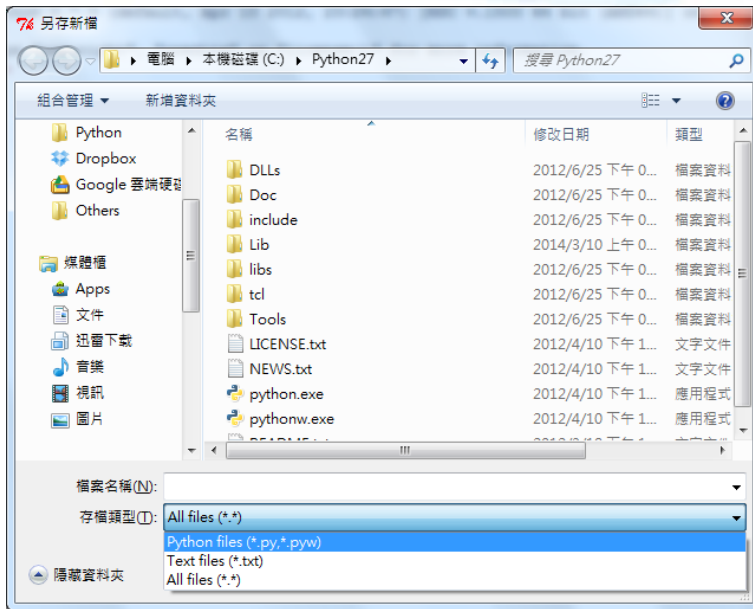 另存新檔
電腦 ▸ 本機磁碟 (C:) ▸ Python27 ▸
搜尋 Python27
組合管理 ▼ 新增資料夾
Python
Dropbox
Google 雲端硬碟
Others
媒體櫃
Apps
文件
迅雷下載
音樂
視訊
圖片
名稱 修改日期 類型
DLLs 2012/6/25 下午 0... 檔案資料
Doc 2012/6/25 下午 0... 檔案資料
include 2012/6/25 下午 0... 檔案資料
Lib 2014/3/10 上午 0... 檔案資料
libs 2012/6/25 下午 0... 檔案資料
tcl 2012/6/25 下午 0... 檔案資料
Tools 2012/6/25 下午 0... 檔案資料
LICENSE.txt 2012/4/10 下午 1... 文字文件
NEWS.txt 2012/4/10 下午 1... 文字文件
python.exe 2012/4/10 下午 1... 應用程式
pythonw.exe 2012/4/10 下午 1... 應用程式
檔案名稱(N):
存檔類型(T): All files (*.*)
Python files (*.py,*.pyw)
Text files (*.txt)
All files (*.*)
隱藏資料夾